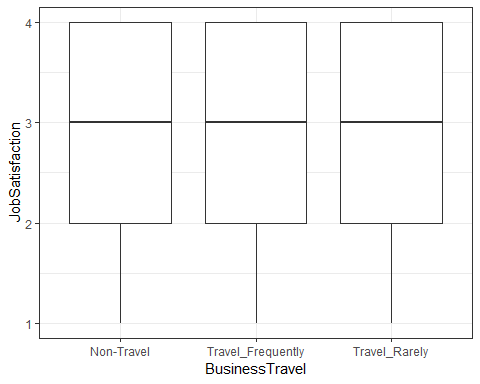 JobSatisfaction
4
3
2
1
Non-Travel
Travel_Frequently
Travel_Rarely
BusinessTravel